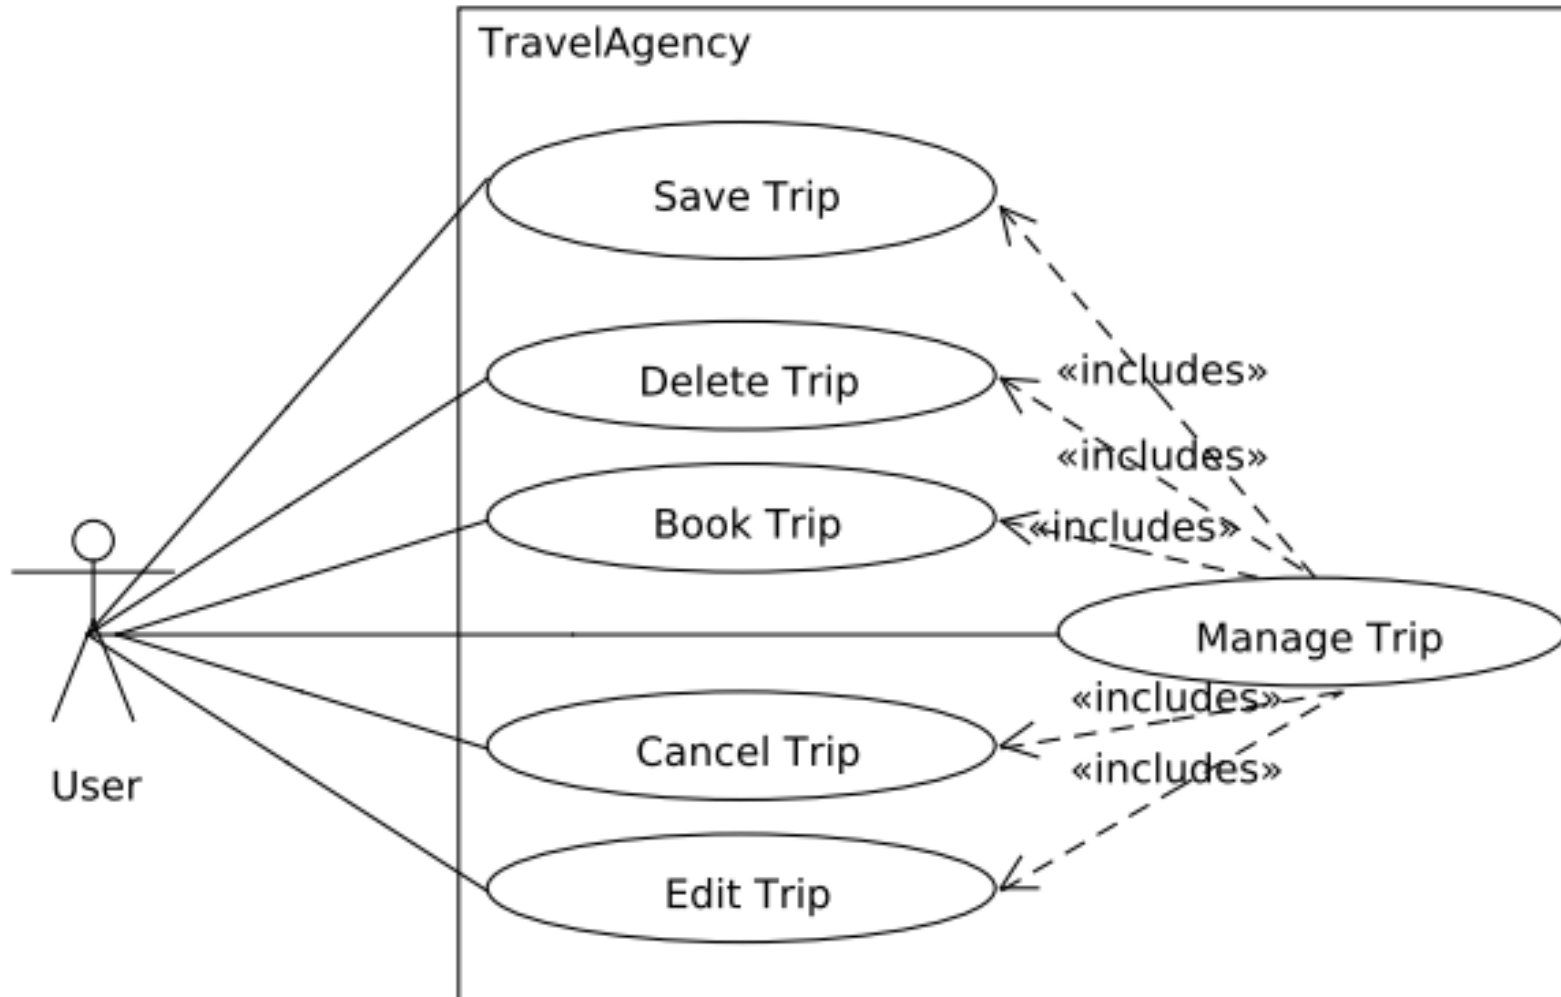 TravelAgency
Save Trip
«includes»
Delete Trip
«includes»
Book Trip
«includes»
Manage Trip
«includes»
Cancel Trip
«includes»
User
Edit Trip